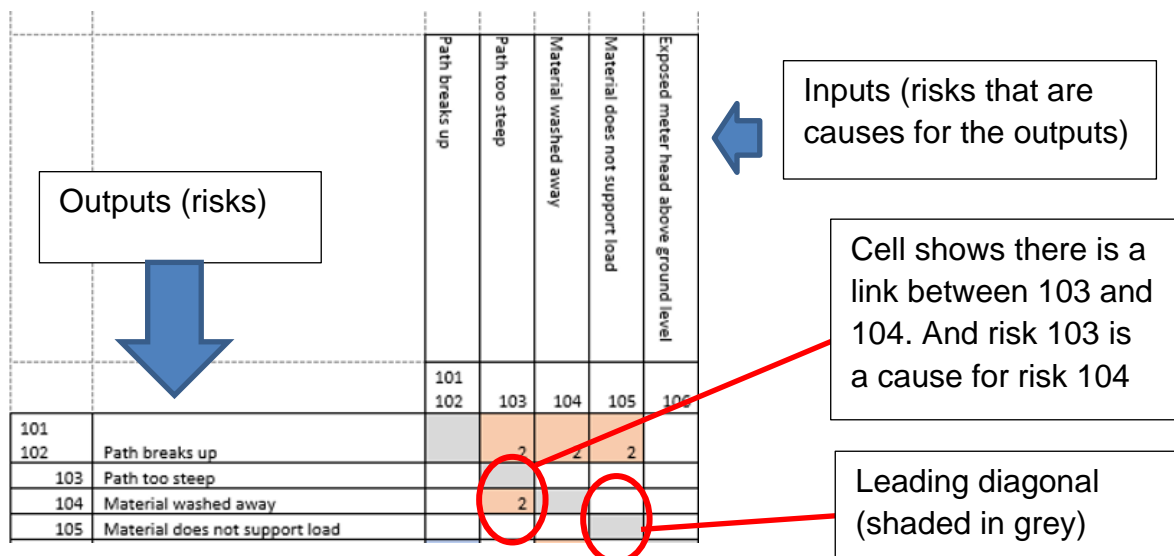 Path breaks up
Path too steep
Material washed away
Material does not support load
Exposed meter head above ground level
Inputs (risks that are
causes for the outputs)
Outputs (risks)
Cell shows there is a
link between 103 and
104. And risk 103 is
a cause for risk 104
101
102 103 104 105 106
101
102 Path breaks up 2 2 2
103 Path too steep
104 Material washed away 2
105 Material does not support load
Leading diagonal
(shaded in grey)